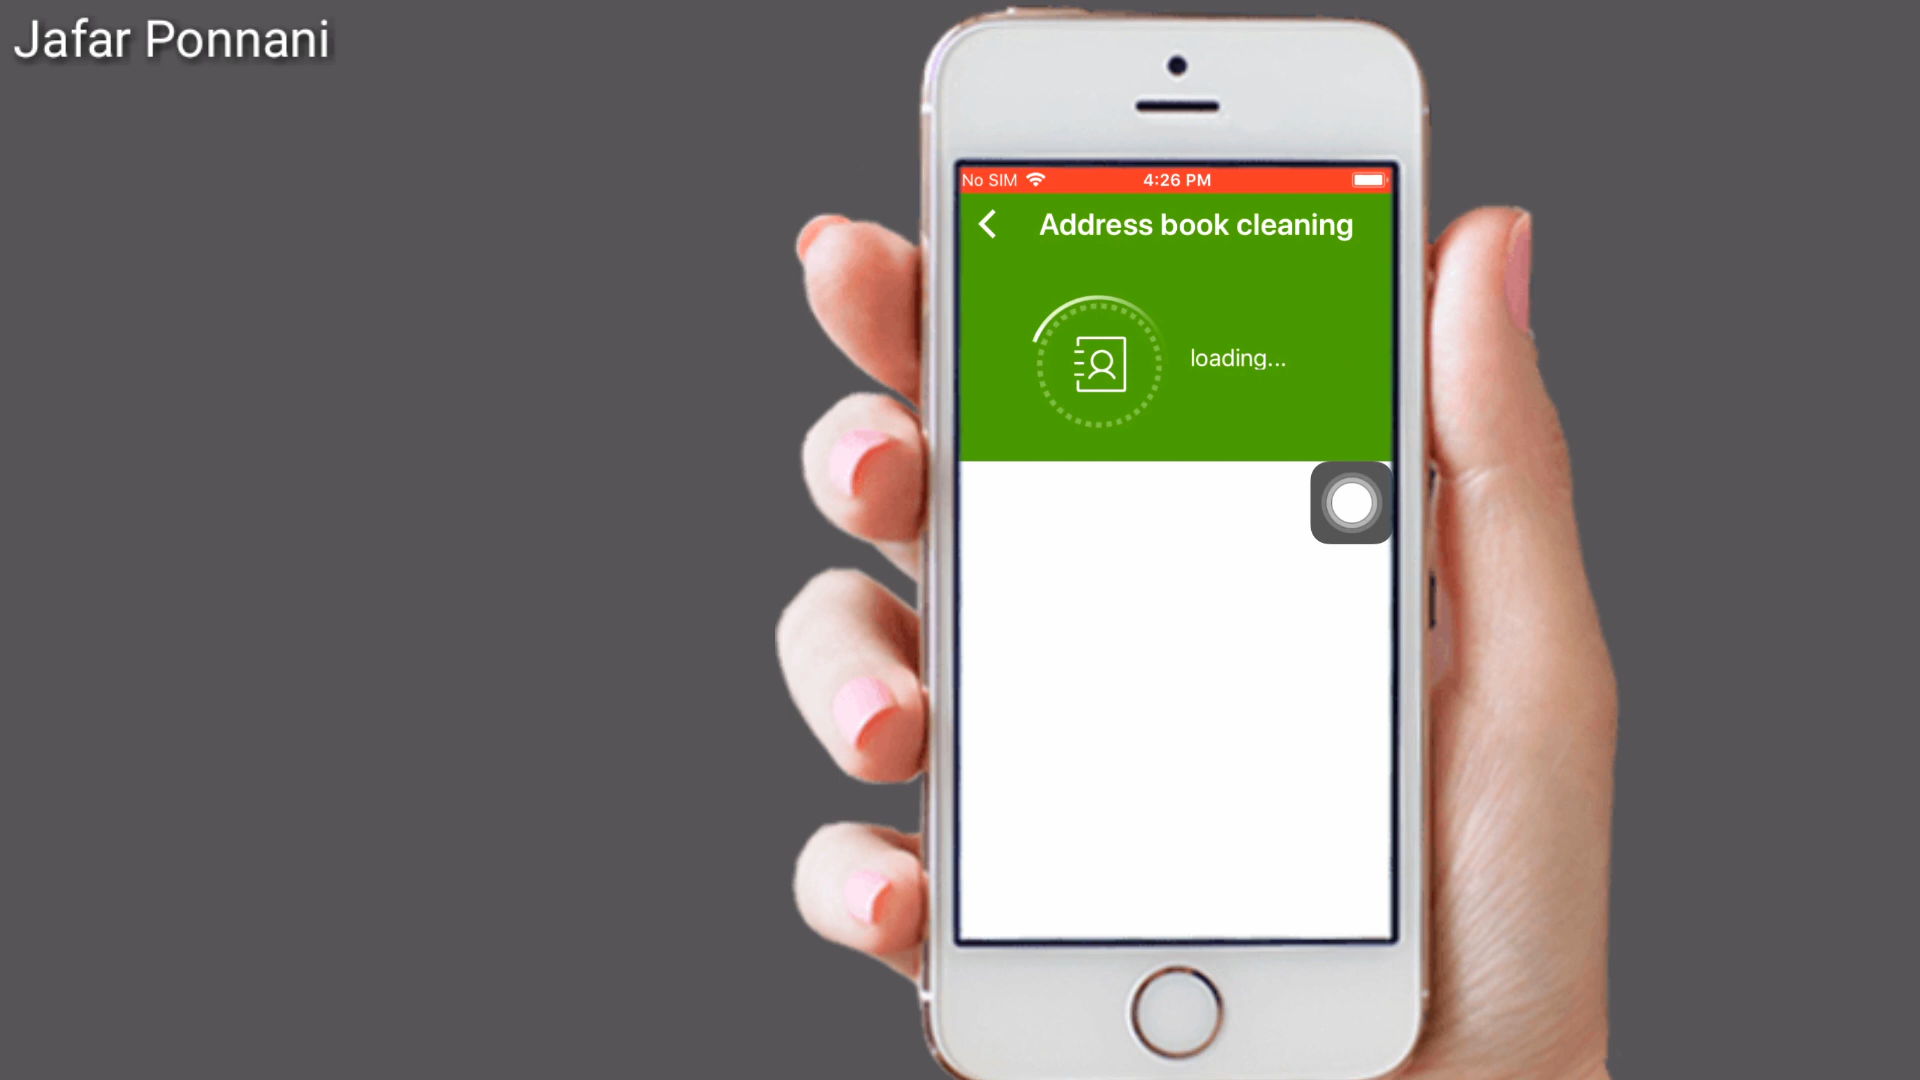 Jafar Ponnani
No SIM
4:26 PM
Address book cleaning
loading...